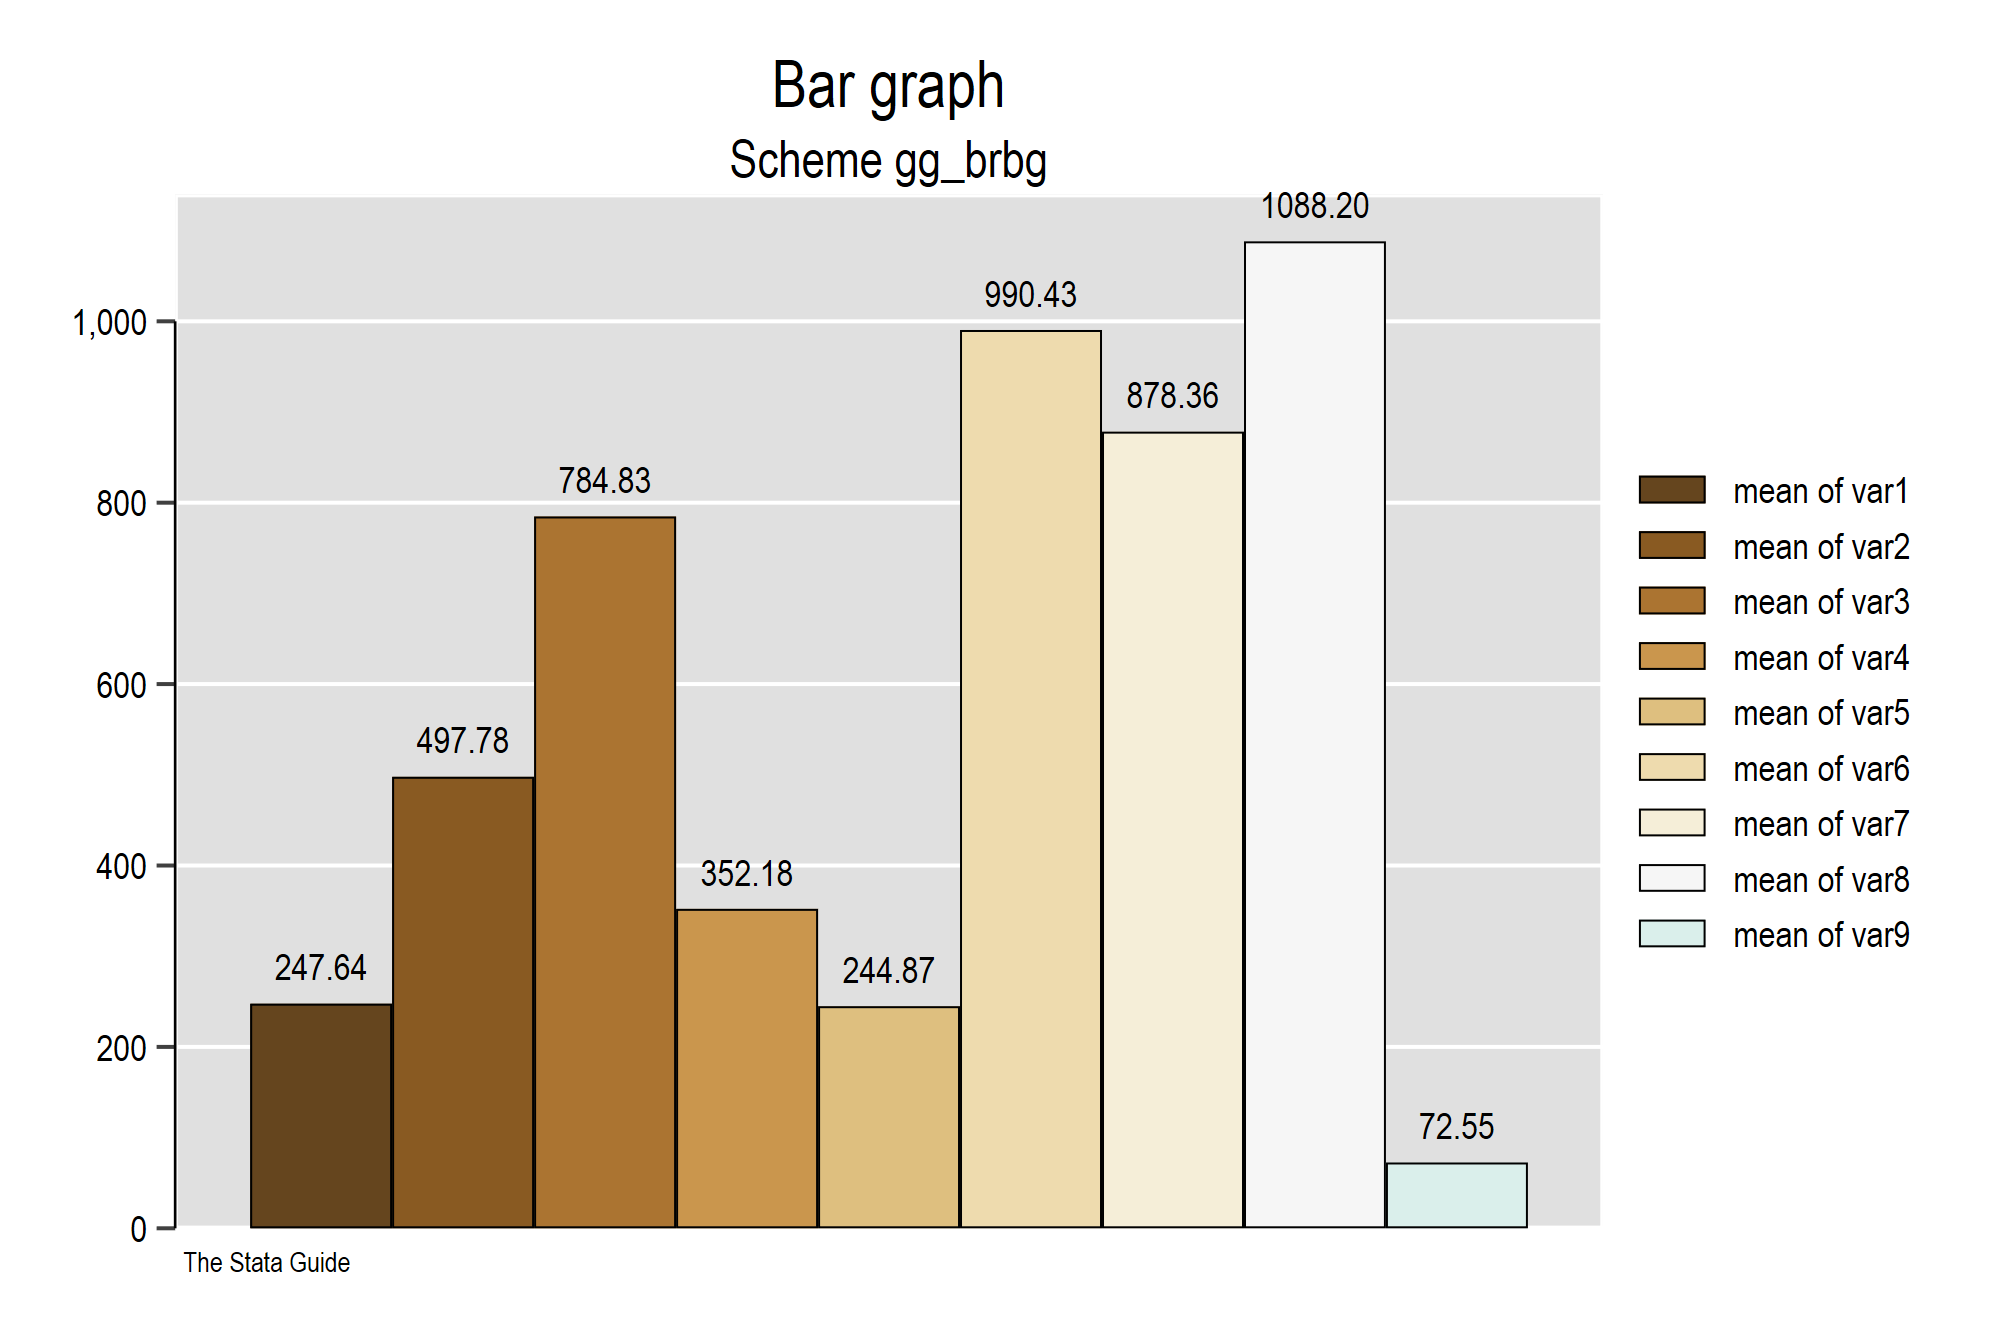 Bar graph
Scheme gg_brbg
1,000
800
600
400
200
0
247.64
497.78
784.83
352.18
244.87
990.43
878.36
1088.20
72.55
mean of var1
mean of var2
mean of var3
mean of var4
mean of var5
mean of var6
mean of var7
mean of var8
mean of var9
The Stata Guide